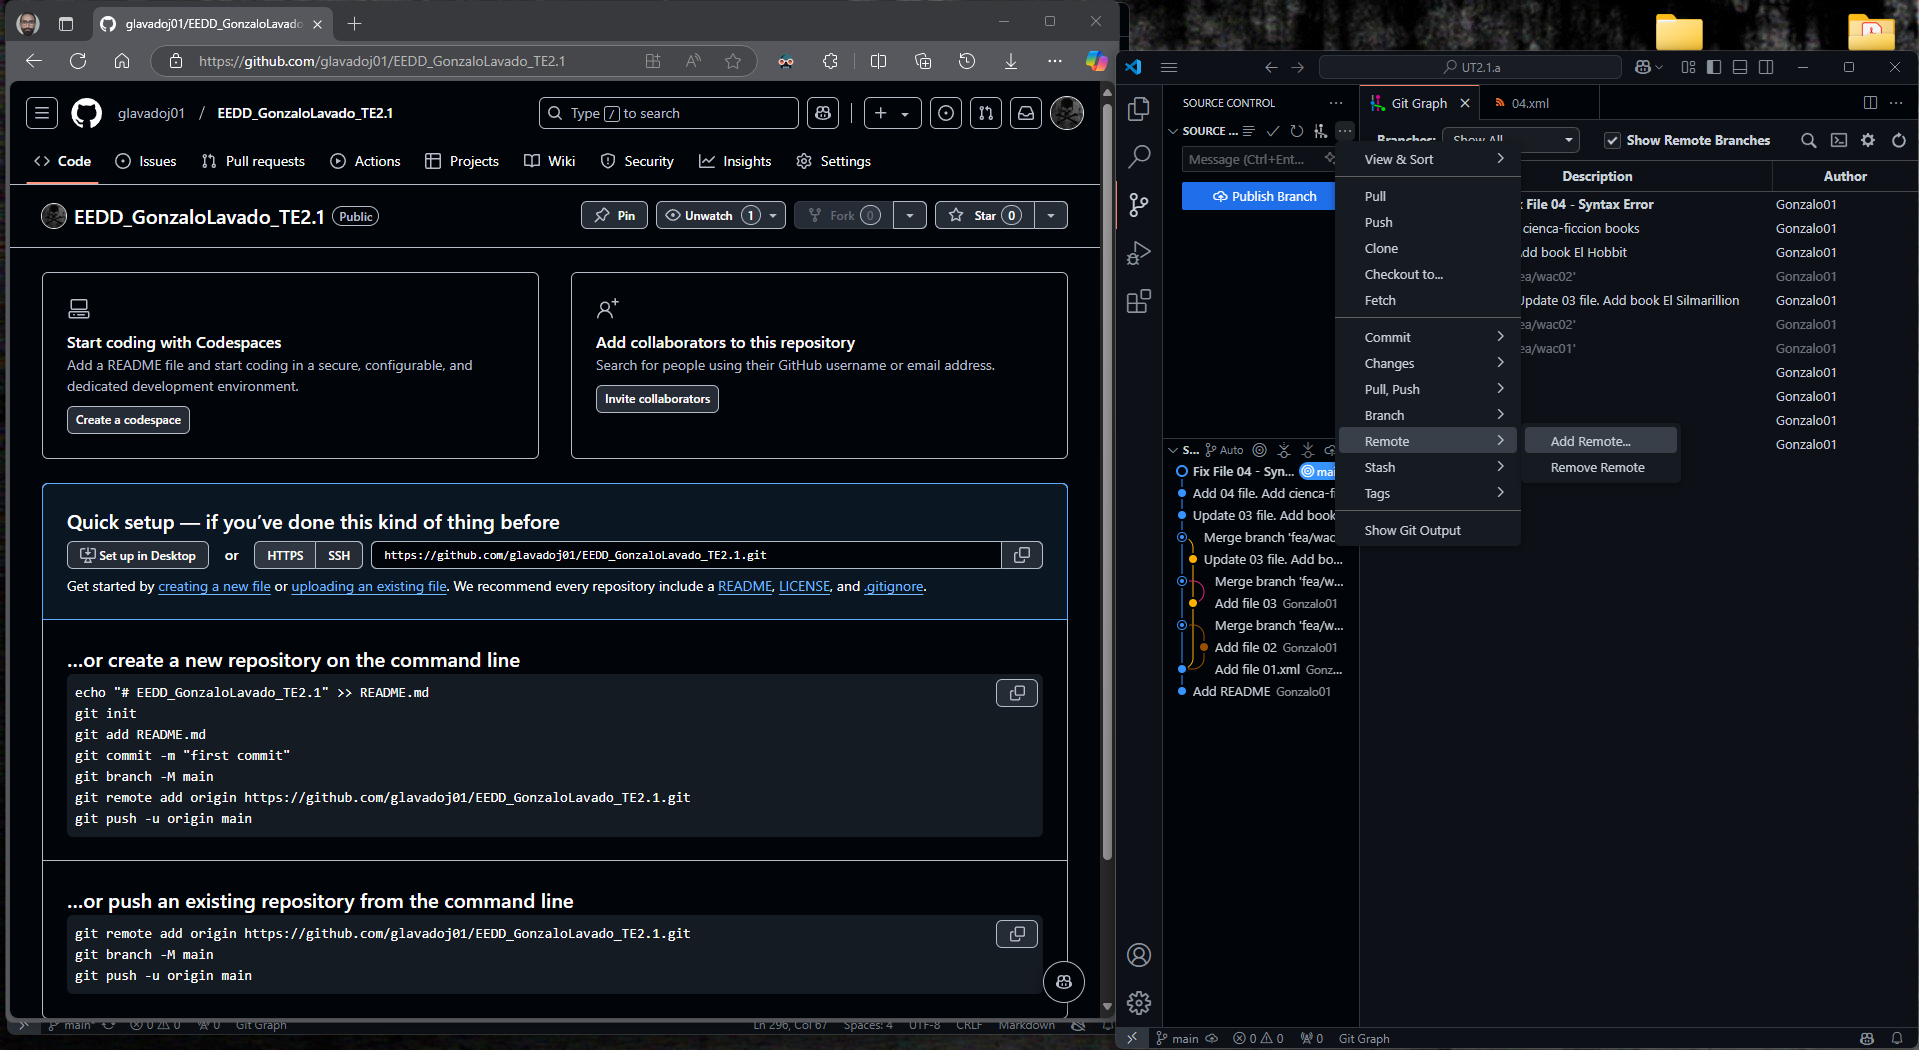 glavadoj01/EEDD_GonzaloLavado
https://github.com/glavadoj01/EEDD_GonzaloLavado_TE2.1
glavadoj01 / EEDD_GonzaloLavado_TE2.1
Type / to search
Code Issues Pull requests Actions Projects Wiki Security Insights Settings
EEDD_GonzaloLavado_TE2.1 Public
Pin Unwatch 1 Fork 0 Star 0
Start coding with Codespaces
Add a README file and start coding in a secure, configurable, and
dedicated development environment.
Create a codespace
Add collaborators to this repository
Search for people using their GitHub username or email address.
Invite collaborators
Quick setup — if you've done this kind of thing before
Set up in Desktop or HTTPS SSH https://github.com/glavadoj01/EEDD_GonzaloLavado_TE2.1.git
Get started by creating a new file or uploading an existing file. We recommend every repository include a README, LICENSE, and .gitignore.
...or create a new repository on the command line
echo "# EEDD_GonzaloLavado_TE2.1" >> README.md
git init
git add README.md
git commit -m "first commit"
git branch -M main
git remote add origin https://github.com/glavadoj01/EEDD_GonzaloLavado_TE2.1.git
git push -u origin main
...or push an existing repository from the command line
git remote add origin https://github.com/glavadoj01/EEDD_GonzaloLavado_TE2.1.git
git branch -M main
git push -u origin main
main* 0 0 0 Git Graph Ln 296, Col 67 Spaces: 4 UTF-8 CRLF Markdown
UT2.1.a
SOURCE CONTROL
SOURCE ...
Message (Ctrl+Ent...
Publish Branch
Git Graph
04.xml
Branches: Show All Show Remote Branches
Description Author
File 04 - Syntax Error Gonzalo01
cienca-ficcion books Gonzalo01
Add book El Hobbit Gonzalo01
fea/wac02' Gonzalo01
Update 03 file. Add book El Silmarillion Gonzalo01
fea/wac02' Gonzalo01
fea/wac01' Gonzalo01
Gonzalo01
Gonzalo01
Gonzalo01
Gonzalo01
View & Sort
Pull
Push
Clone
Checkout to...
Fetch
Commit
Changes
Pull, Push
Branch
Remote
Stash
Tags
Show Git Output
Add Remote...
Remove Remote
S... Auto
Fix File 04 - Syn... mai
Add 04 file. Add cienca-fi
Update 03 file. Add book
Merge branch 'fea/wac
Update 03 file. Add bo...
Merge branch 'fea/w...
Add file 03 Gonzalo01
Merge branch 'fea/w...
Add file 02 Gonzalo01
Add file 01.xml Gonz...
Add README Gonzalo01
main 0 0 0 Git Graph